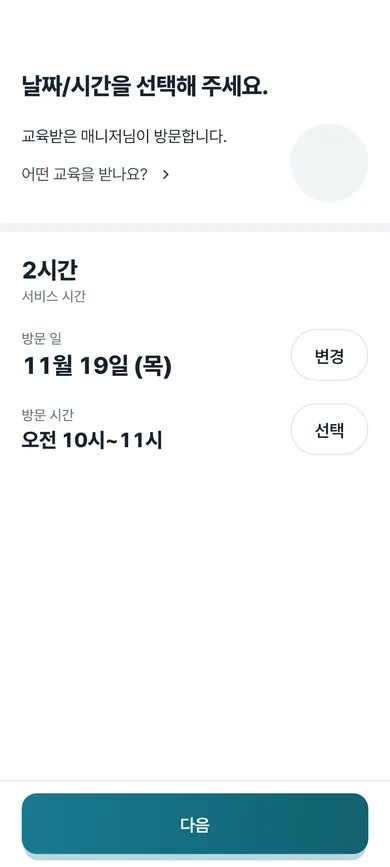 날짜/시간을 선택해 주세요.
교육받은 매니저님이 방문합니다.
어떤 교육을 받나요?
2시간
서비스 시간
방문 일
11월 19일 (목)
변경
방문 시간
오전 10시~11시
선택
다음